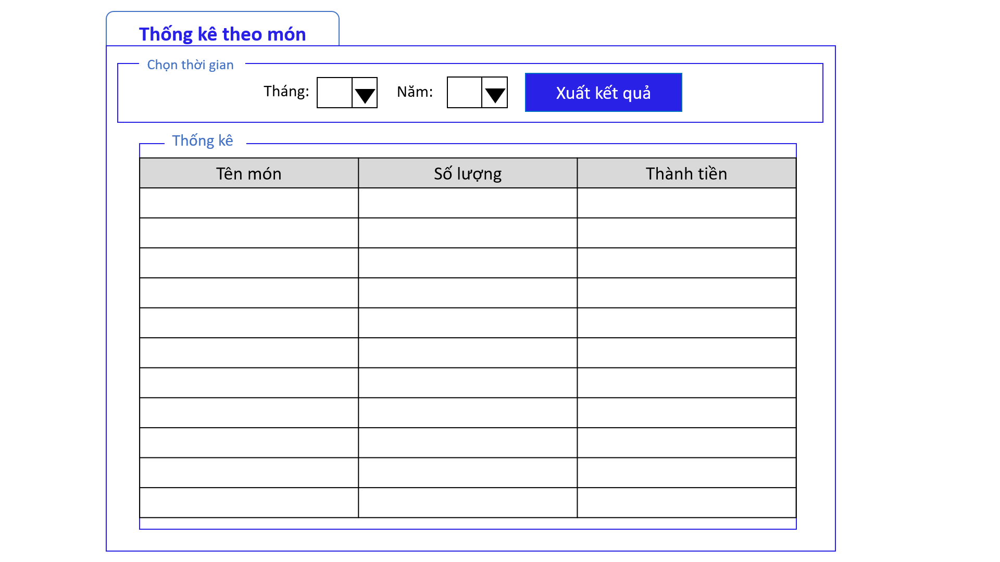 Thống kê theo món
Chọn thời gian
Tháng: Năm: Xuất kết quả
Thống kê
Tên món Số lượng Thành tiền